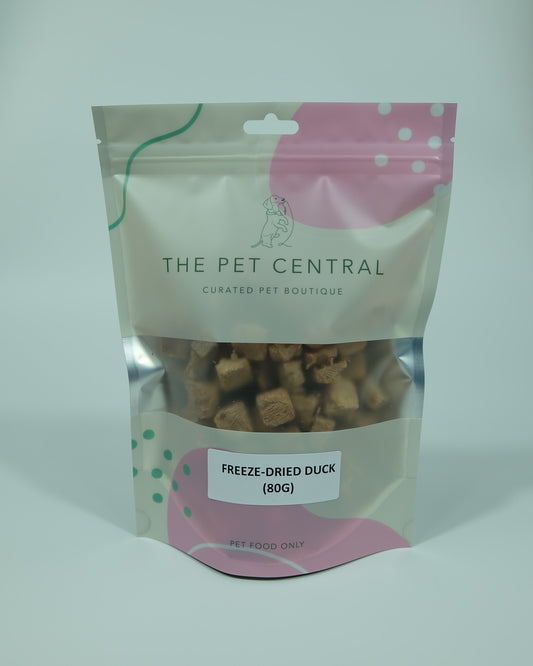 THE PET CENTRAL
CURATED PET BOUTIQUE
FREEZE-DRIED DUCK
(80G)
PET FOOD ONLY